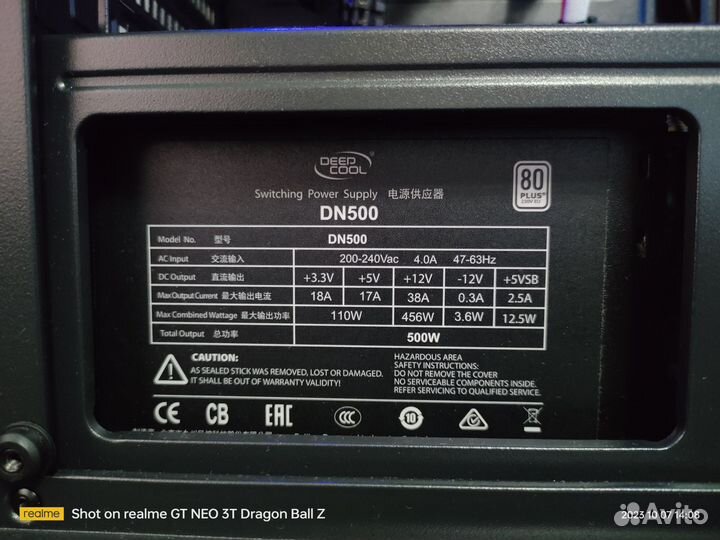 DEEP
COOL®
Switching Power Supply 电源供应器
80
PLUS®
230V EU
DN500
Model No. 型号 DN500
AC Input 交流输入 200-240Vac 4.0A 47-63Hz
DC Output 直流输出 +3.3V +5V +12V -12V +5VSB
Max Output Current 最大输出电流 18A 17A 38A 0.3A 2.5A
Max Combined Wattage 最大输出功率 110W 456W 3.6W 12.5W
Total Output 总功率 500W
CAUTION:
AS SEALED STICK WAS REMOVED, LOST OR DAMAGED.
IT SHALL BE OUT OF WARRANTY VALIDITY!
HAZARDOUS AREA
SAFETY INSTRUCTIONS:
DO NOT REMOVE THE COVER
NO SERVICEABLE COMPONENTS INSIDE.
REFER SERVICING TO QUALIFIED SERVICE.
CE CB EAC CCC 10
realme Shot on realme GT NEO 3T Dragon Ball Z
2023.10.07 14:08
Avito